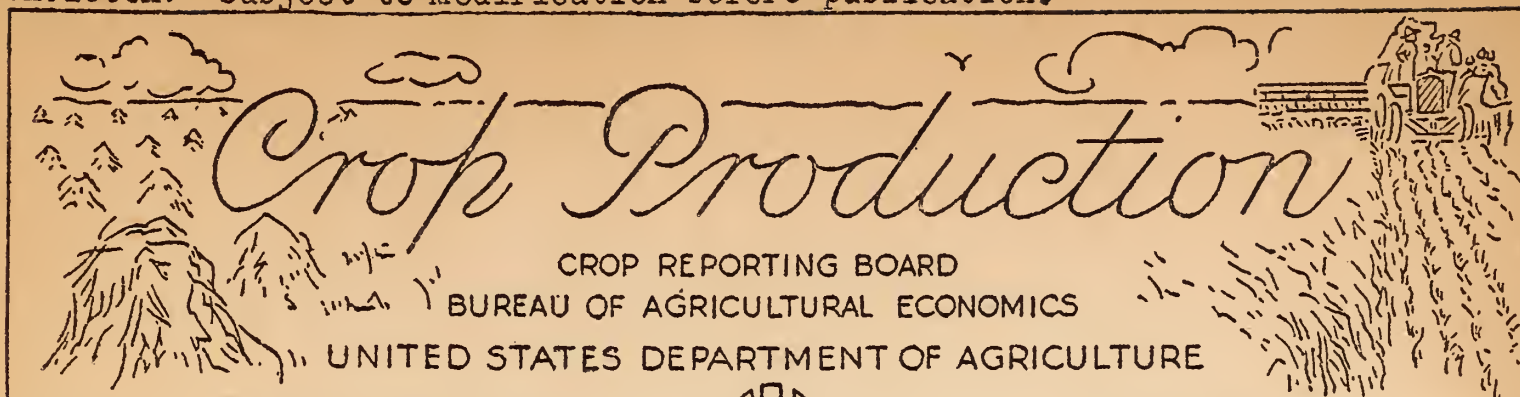 Subject to modification before publication.
Crop Production
CROP REPORTING BOARD
BUREAU OF AGRICULTURAL ECONOMICS
UNITED STATES DEPARTMENT OF AGRICULTURE